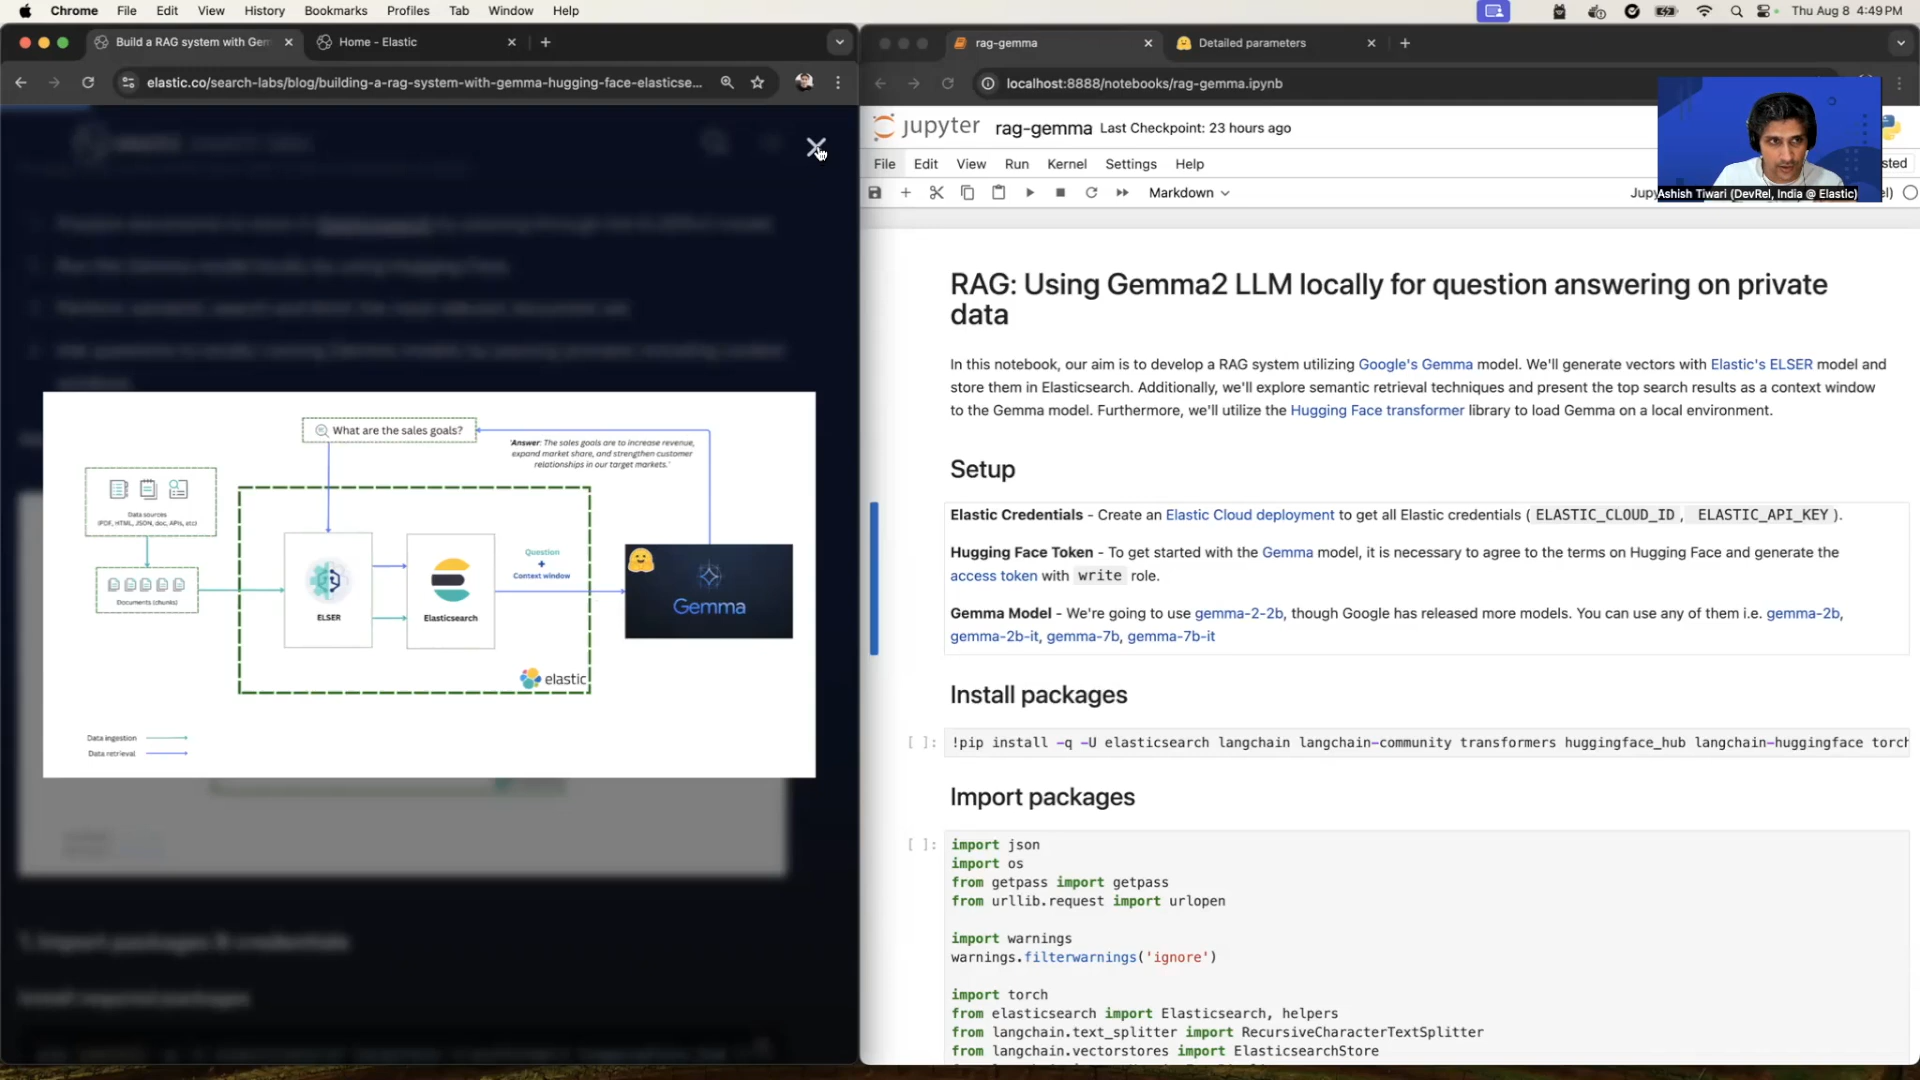 Chrome File Edit View History Bookmarks Profiles Tab Window Help
Thu Aug 8 4:49 PM
Build a RAG system with Gem
Home - Elastic
elastic.co/search-labs/blog/building-a-rag-system-with-gemma-hugging-face-elasticse...
What are the sales goals?
'Answer: The sales goals are to increase revenue,
expand market share, and strengthen customer
relationships in our target markets.'
Data sources
(PDF, HTML, JSON, doc, APIs, etc)
Documents (chunks)
ELSER
Elasticsearch
Question
+
Context window
Gemma
elastic
Data ingestion
Data retrieval
1. Import packages & credentials
Install required packages
rag-gemma
Detailed parameters
localhost:8888/notebooks/rag-gemma.ipynb
jupyter rag-gemma Last Checkpoint: 23 hours ago
File Edit View Run Kernel Settings Help
sted
Markdown
Jupy
Ashish Tiwari (DevRel, India @ Elastic)
el)
RAG: Using Gemma2 LLM locally for question answering on private
data
In this notebook, our aim is to develop a RAG system utilizing Google's Gemma model. We'll generate vectors with Elastic's ELSER model and
store them in Elasticsearch. Additionally, we'll explore semantic retrieval techniques and present the top search results as a context window
to the Gemma model. Furthermore, we'll utilize the Hugging Face transformer library to load Gemma on a local environment.
Setup
Elastic Credentials - Create an Elastic Cloud deployment to get all Elastic credentials ( ELASTIC_CLOUD_ID , ELASTIC_API_KEY ).
Hugging Face Token - To get started with the Gemma model, it is necessary to agree to the terms on Hugging Face and generate the
access token with write role.
Gemma Model - We're going to use gemma-2-2b, though Google has released more models. You can use any of them i.e. gemma-2b,
gemma-2b-it, gemma-7b, gemma-7b-it
Install packages
[ ]: !pip install -q -U elasticsearch langchain langchain-community transformers huggingface_hub langchain-huggingface torch
Import packages
[ ]: import json
import os
from getpass import getpass
from urllib.request import urlopen
import warnings
warnings.filterwarnings('ignore')
import torch
from elasticsearch import Elasticsearch, helpers
from langchain.text_splitter import RecursiveCharacterTextSplitter
from langchain.vectorstores import ElasticsearchStore